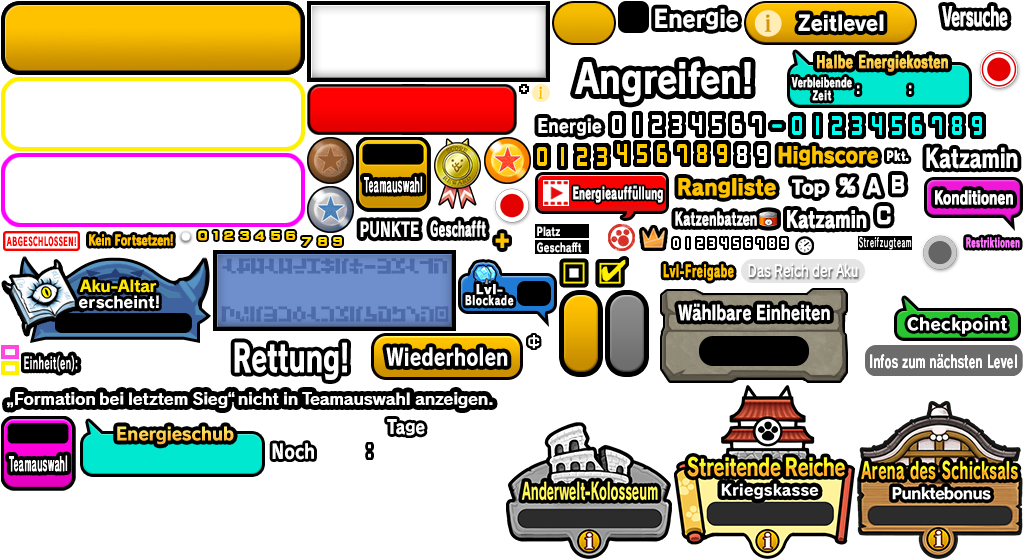 Energie
Zeitlevel
Versuche
Angreifen!
Halbe Energiekosten
Verbleibende
Zeit : :
Energie 01234567-0123456789
012345678989
Highscore Pkt.
Katzamin
Teamauswahl
Energieauffüllung
Rangliste
Top % A B
Konditionen
Katzenbatzen
Katzamin C
PUNKTE
Geschafft
Platz
Geschafft
0123456789
Streifzugteam
Restriktionen
ABGESCHLOSSEN!
Kein Fortsetzen!
0123456789
Aku-Altar
erscheint!
Lvl-
Blockade
Lvl-Freigabe
Das Reich der Aku
Wählbare Einheiten
Checkpoint
Infos zum nächsten Level
Einheit(en):
Rettung!
Wiederholen
„Formation bei letztem Sieg“ nicht in Teamauswahl anzeigen.
Teamauswahl
Energieschub
Noch :
Tage
Anderwelt-Kolosseum
Streitende Reiche
Kriegskasse
Arena des Schicksals
Punktebonus